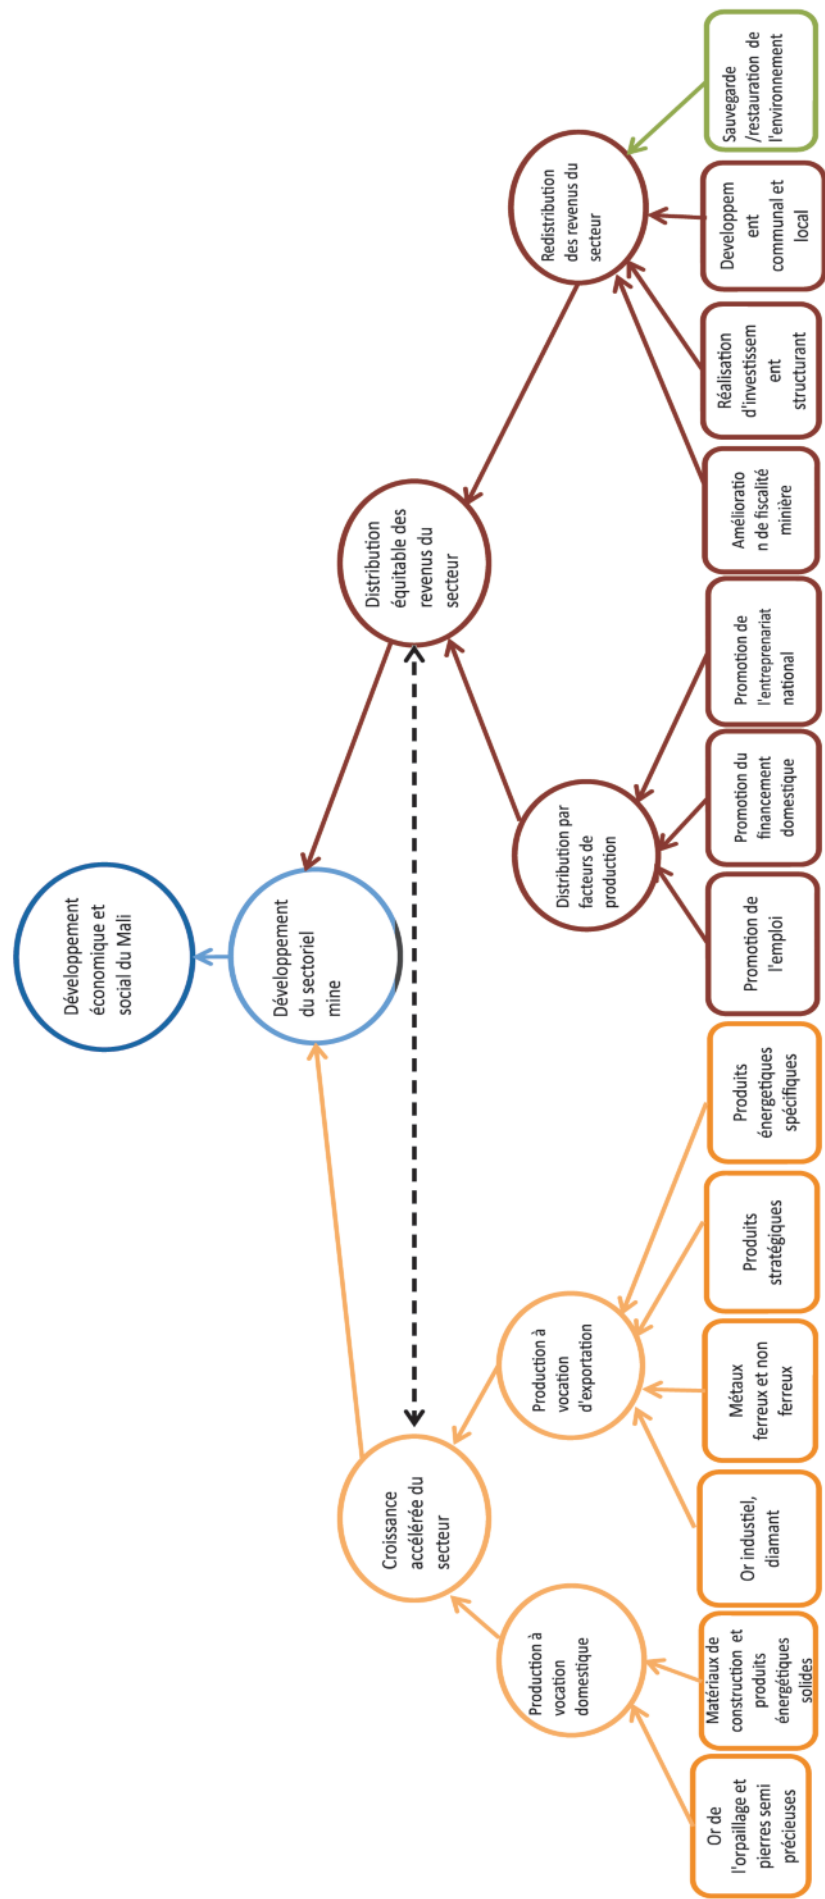 Développement
économique et
social du Mali
Développement
du sectoriel
mine
Croissance
accélérée du
secteur
Distribution
équitable des
revenus du
secteur
Production à
vocation
domestique
Production à
vocation
d'exportation
Distribution par
facteurs de
production
Redistribution
des revenus du
secteur
Or de
l'orpaillage et
pierres semi
précieuses
Matériaux de
construction et
produits
énergétiques
solides
Or industiel,
diamant
Métaux
ferreux et non
ferreux
Produits
stratégiques
Produits
énergetiques
spécifiques
Promotion de
l'emploi
Promotion du
financement
domestique
Promotion de
l'entreprenariat
national
Amélioratio
n de fiscalité
minière
Réalisation
d'investissem
ent
structurant
Developpem
ent
communal et
local
Sauvegarde
/restauration de
l'environnement